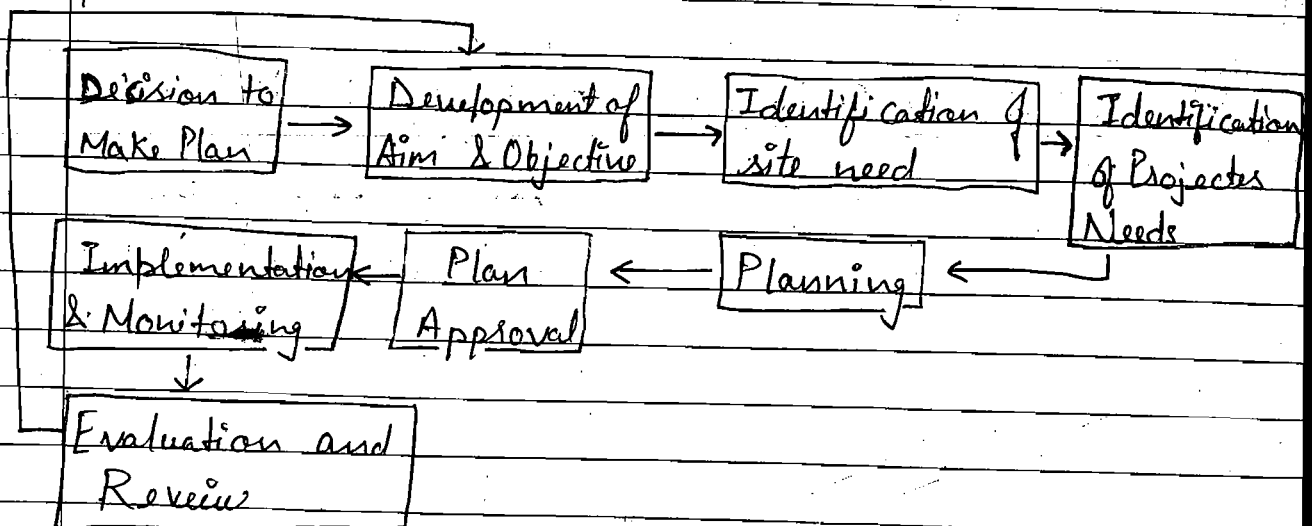 Decision to
Make Plan
Development of
Aim & Objective
Identification of
site need
Identification
of Projectes
Needs
Planning
Plan
Approval
Implementation
& Monitoring
Evaluation and
Reveiw